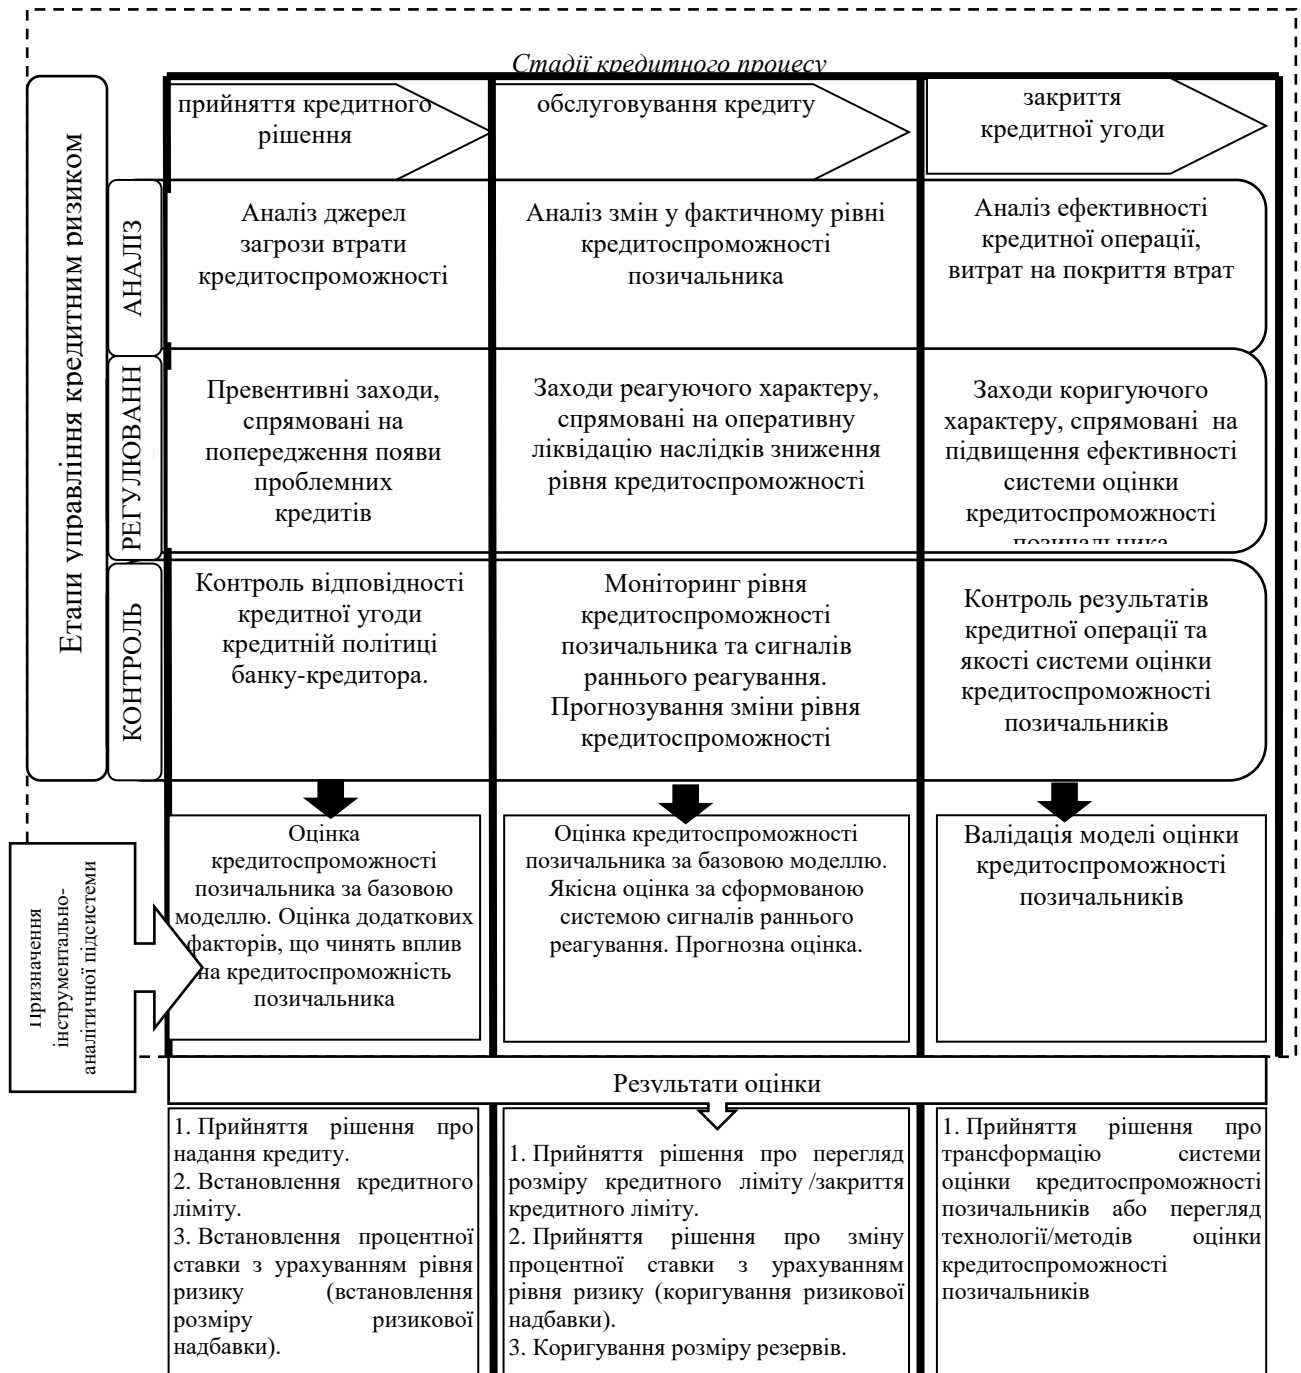 Стадії кредитного процесу
прийняття кредитного
рішення
обслуговування кредиту
закриття
кредитної угоди
Етапи управління кредитним ризиком
АНАЛІЗ
Аналіз джерел
загрози втрати
кредитоспроможності
Аналіз змін у фактичному рівні
кредитоспроможності
позичальника
Аналіз ефективності
кредитної операції,
витрат на покриття втрат
РЕГУЛЮВАНН
Превентивні заходи,
спрямовані на
попередження появи
проблемних
кредитів
Заходи реагуючого характеру,
спрямовані на оперативну
ліквідацію наслідків зниження
рівня кредитоспроможності
Заходи коригуючого
характеру, спрямовані на
підвищення ефективності
системи оцінки
кредитоспроможності
позичальника
КОНТРОЛЬ
Контроль відповідності
кредитної угоди
кредитній політиці
банку-кредитора.
Моніторинг рівня
кредитоспроможності
позичальника та сигналів
раннього реагування.
Прогнозування зміни рівня
кредитоспроможності
Контроль результатів
кредитної операції та
якості системи оцінки
кредитоспроможності
позичальників
Призначення
інструментально-
аналітичної підсистеми
Оцінка
кредитоспроможності
позичальника за базовою
моделлю. Оцінка додаткових
факторів, що чинять вплив
на кредитоспроможність
позичальника
Оцінка кредитоспроможності
позичальника за базовою моделлю.
Якісна оцінка за сформованою
системою сигналів раннього
реагування. Прогнозна оцінка.
Валідація моделі оцінки
кредитоспроможності
позичальників
Результати оцінки
1. Прийняття рішення про
надання кредиту.
2. Встановлення кредитного
ліміту.
3. Встановлення процентної
ставки з урахуванням рівня
ризику (встановлення
розміру ризикової
надбавки).
1. Прийняття рішення про перегляд
розміру кредитного ліміту /закриття
кредитного ліміту.
2. Прийняття рішення про зміну
процентної ставки з урахуванням
рівня ризику (коригування ризикової
надбавки).
3. Коригування розміру резервів.
1. Прийняття рішення про
трансформацію системи
оцінки кредитоспроможності
позичальників або перегляд
технології/методів оцінки
кредитоспроможності
позичальників